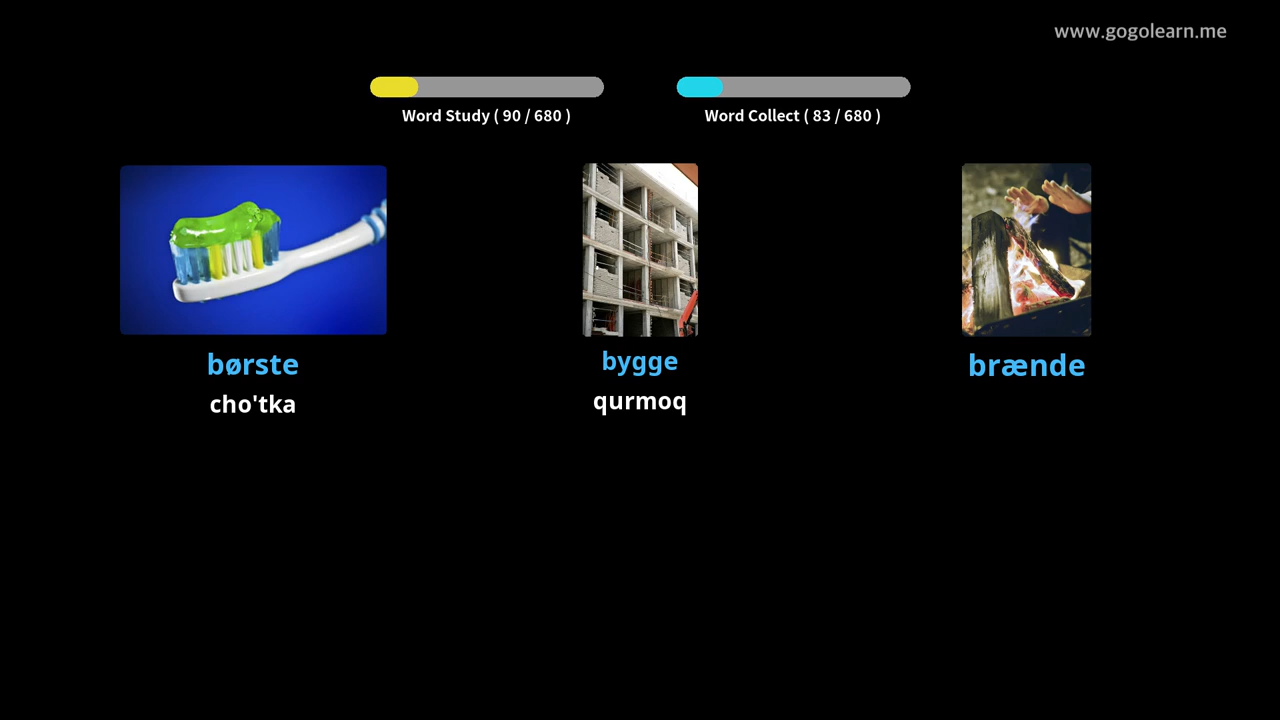 www.gogolearn.me
Word Study ( 90 / 680 )
Word Collect ( 83 / 680 )
børste
cho'tka
bygge
qurmoq
brænde